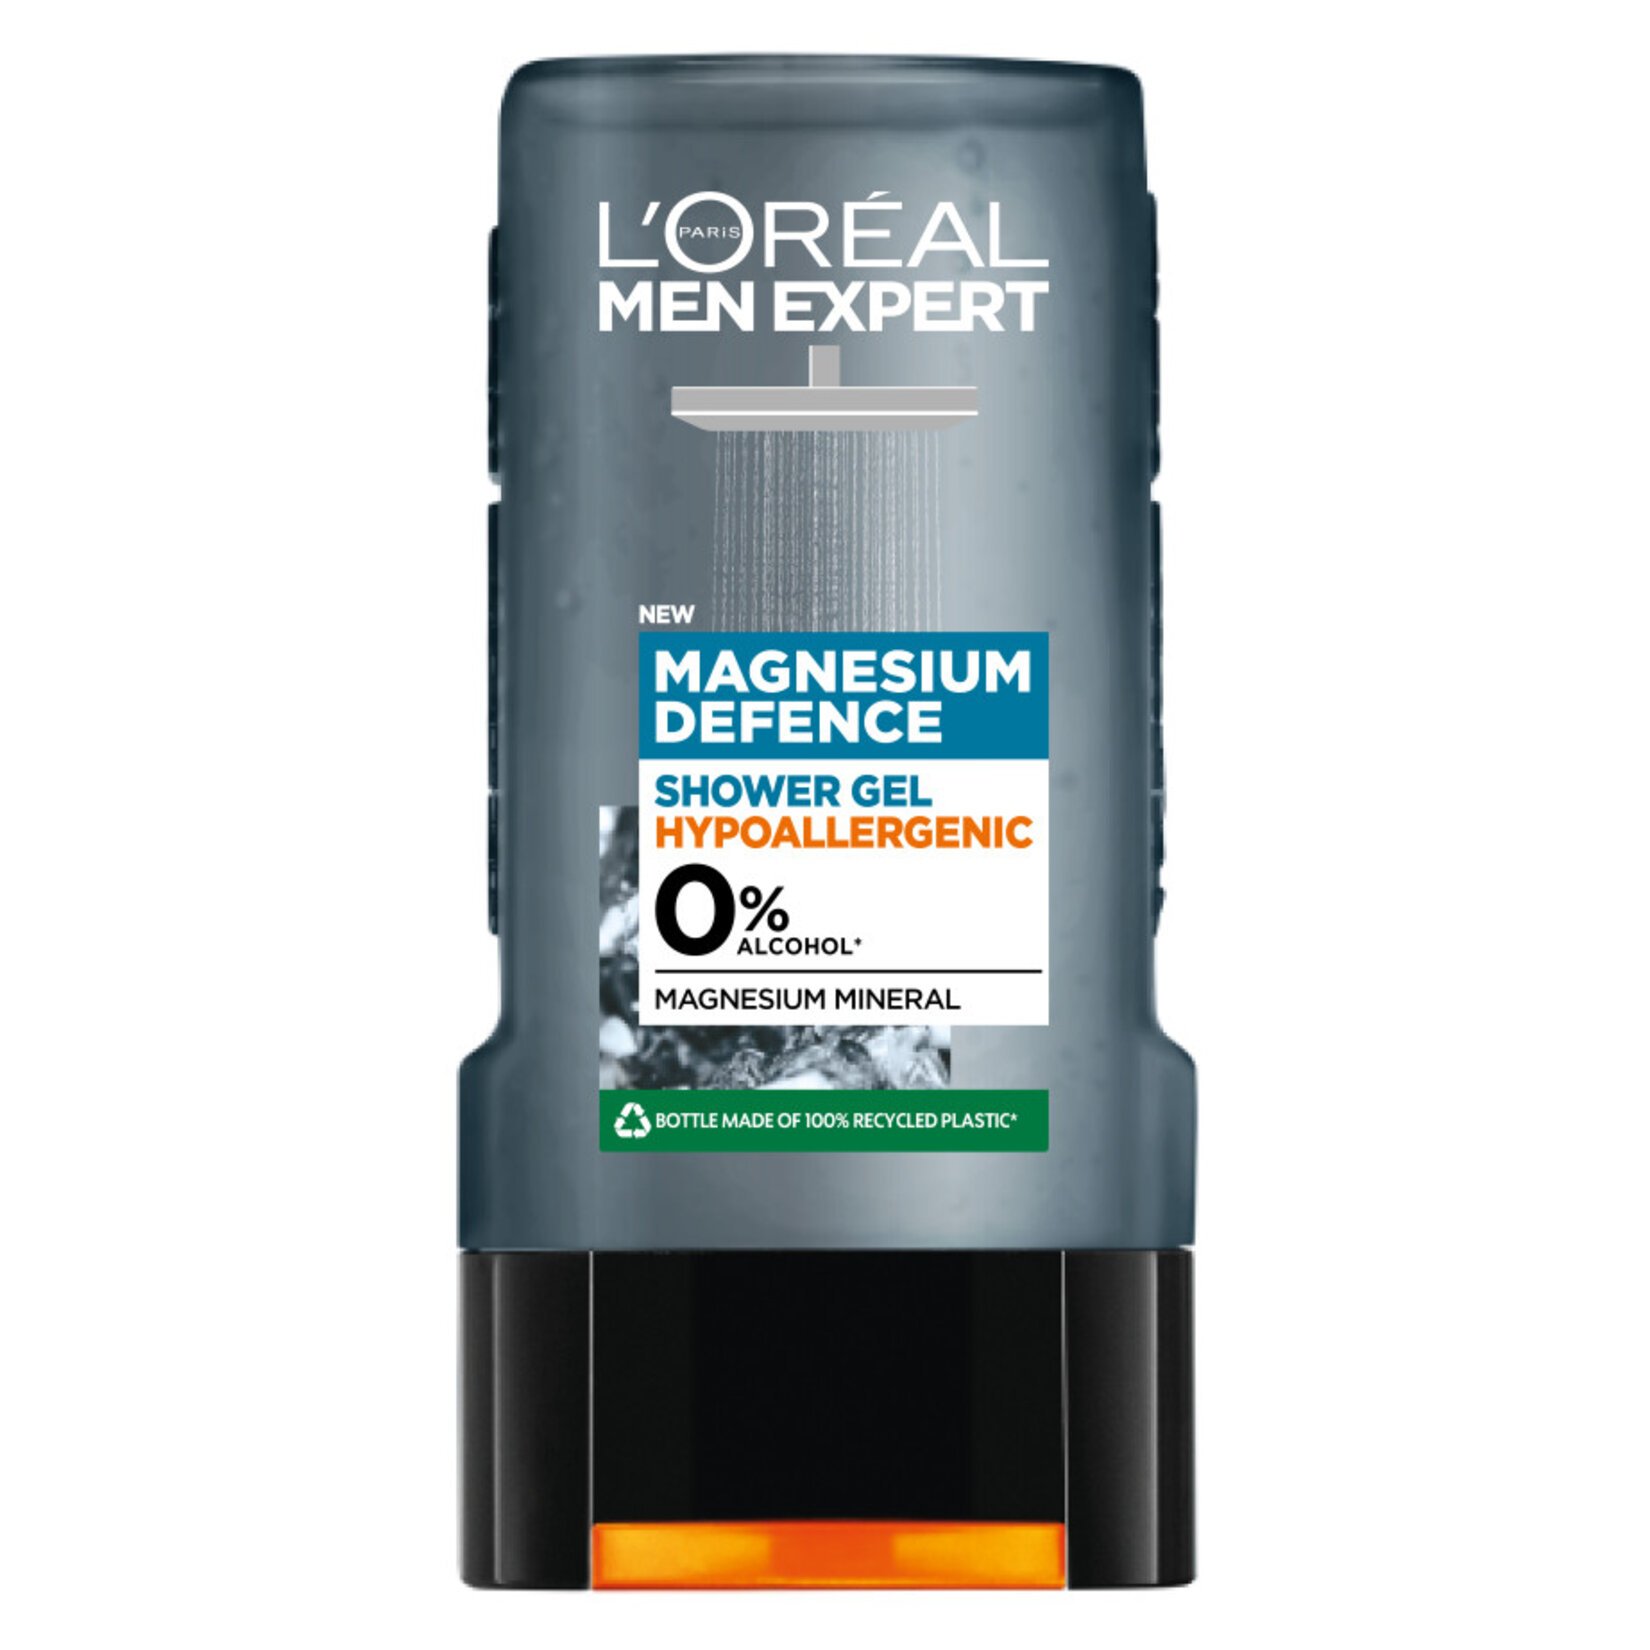 L'ORÉAL
PARIS
MEN EXPERT
NEW
MAGNESIUM
DEFENCE
SHOWER GEL
HYPOALLERGENIC
0%
ALCOHOL*
MAGNESIUM MINERAL
BOTTLE MADE OF 100% RECYCLED PLASTIC*